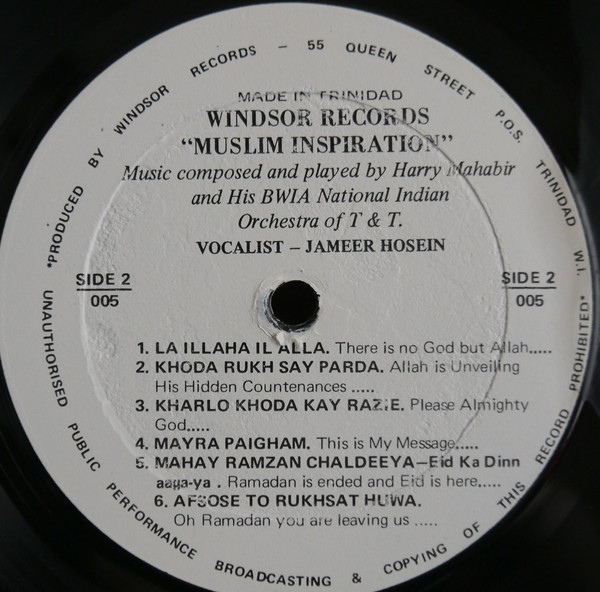 *PRODUCED BY WINDSOR RECORDS – 55 QUEEN STREET P.O.S. TRINIDAD W.I.
MADE IN TRINIDAD
WINDSOR RECORDS
“MUSLIM INSPIRATION”
Music composed and played by Harry Mahabir
and His BWIA National Indian
Orchestra of T & T.
VOCALIST – JAMEER HOSEIN
SIDE 2
005
SIDE 2
005
1. LA ILLAHA IL ALLA. There is no God but Allah.....
2. KHODA RUKH SAY PARDA. Allah is Unveiling
His Hidden Countenances .....
3. KHARLO KHODA KAY RAZIE. Please Almighty
God.....
4. MAYRA PAIGHAM. This is My Message.....
5. MAHAY RAMZAN CHALDEEYA—Eid Ka Dinn
aaga-ya . Ramadan is ended and Eid is here.....
6. AFSOSE TO RUKHSAT HUWA.
Oh Ramadan you are leaving us .....
UNAUTHORISED PUBLIC PERFORMANCE BROADCASTING & COPYING OF THIS RECORD PROHIBITED*